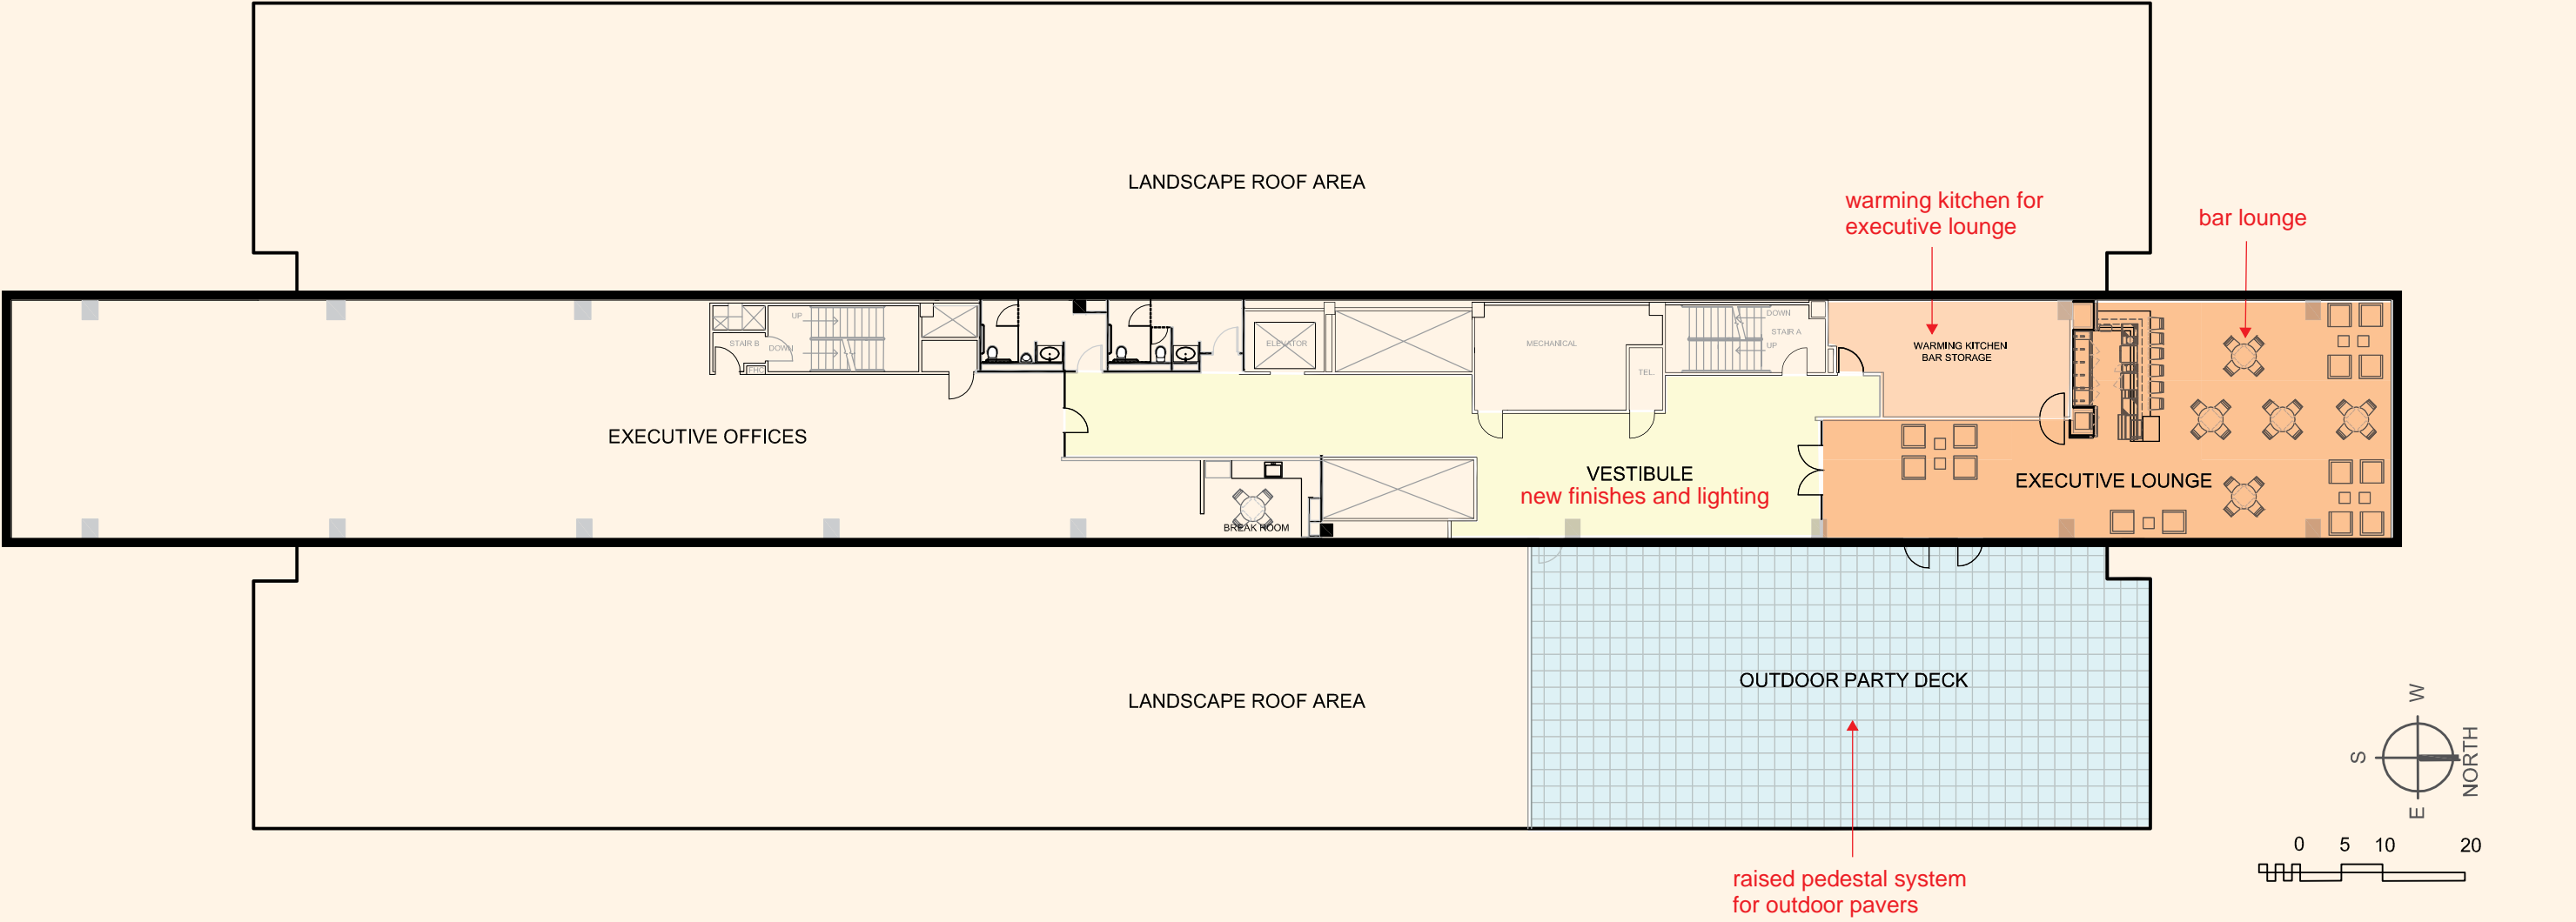 LANDSCAPE ROOF AREA
warming kitchen for
executive lounge
bar lounge
UP
STAIR B
DOWN
FHC
ELEVATOR
MECHANICAL
TEL.
DOWN
STAIR A
UP
WARMING KITCHEN
BAR STORAGE
EXECUTIVE OFFICES
VESTIBULE
new finishes and lighting
EXECUTIVE LOUNGE
BREAK ROOM
LANDSCAPE ROOF AREA
OUTDOOR PARTY DECK
raised pedestal system
for outdoor pavers
W
S
NORTH
E
0 5 10 20